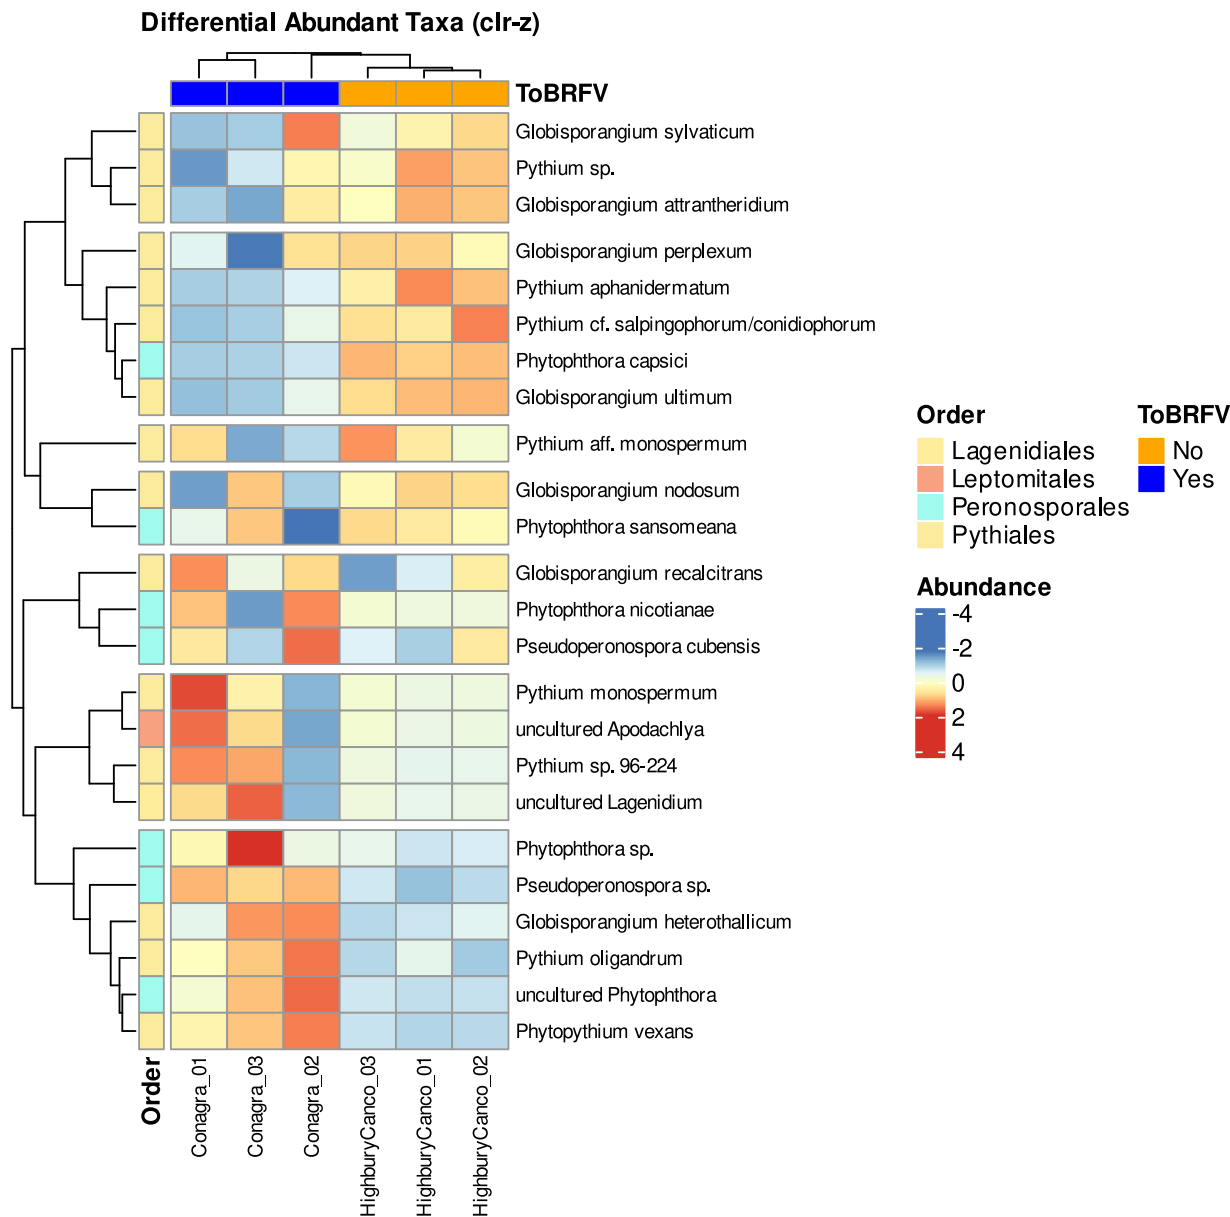 Differential Abundant Taxa (clr-z)
ToBRFV
Globisporangium sylvaticum
Pythium sp.
Globisporangium attrantheridium
Globisporangium perplexum
Pythium aphanidermatum
Pythium cf. salpingophorum/conidiophorum
Phytophthora capsici
Globisporangium ultimum
Pythium aff. monospermum
Globisporangium nodosum
Phytophthora sansomeana
Globisporangium recalcitrans
Phytophthora nicotianae
Pseudoperonospora cubensis
Pythium monospermum
uncultured Apodachlya
Pythium sp. 96-224
uncultured Lagenidium
Phytophthora sp.
Pseudoperonospora sp.
Globisporangium heterothallicum
Pythium oligandrum
uncultured Phytophthora
Phytopythium vexans
Order
Conagra_01
Conagra_03
Conagra_02
HighburyCanco_03
HighburyCanco_01
HighburyCanco_02
Order
Lagenidiales
Leptomitales
Peronosporales
Pythiales
ToBRFV
No
Yes
Abundance
-4
-2
0
2
4